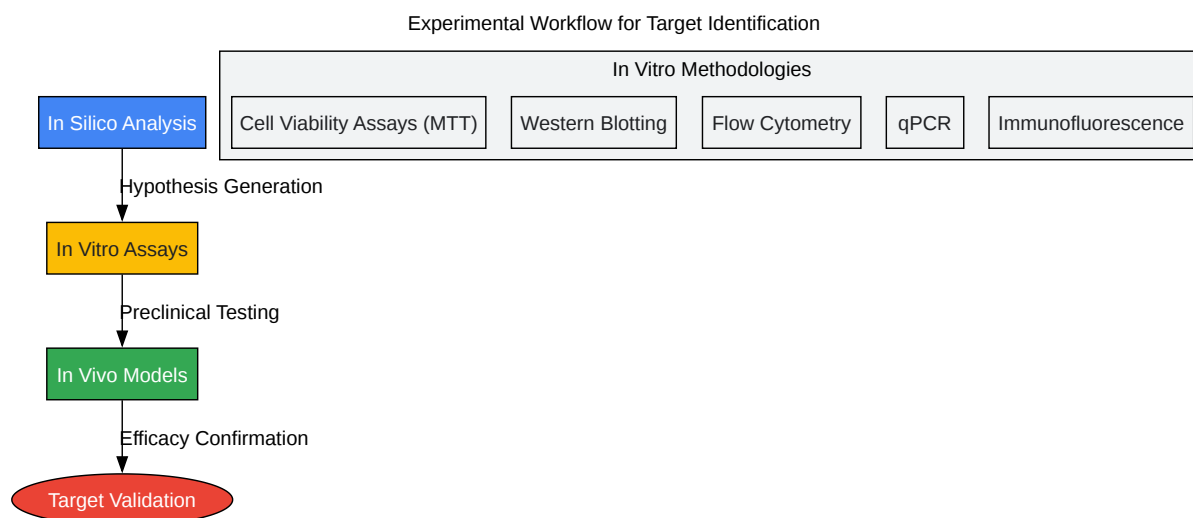 Experimental Workflow for Target Identification
In Vitro Methodologies
In Silico Analysis
Cell Viability Assays (MTT)
Western Blotting
Flow Cytometry
qPCR
Immunofluorescence
Hypothesis Generation
In Vitro Assays
Preclinical Testing
In Vivo Models
Efficacy Confirmation
Target Validation